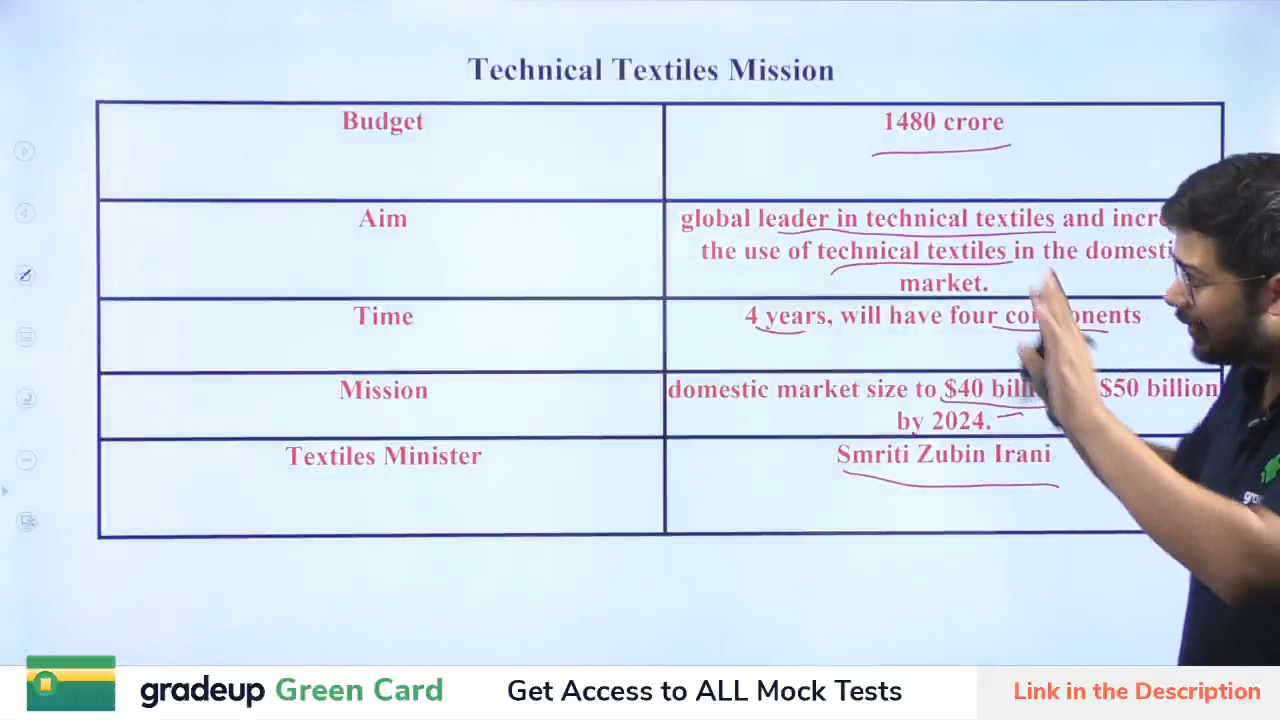 Technical Textiles Mission
Budget
1480 crore
Aim
global leader in technical textiles and incre
the use of technical textiles in the domesti
market.
Time
4 years, will have four
Mission
domestic market size to $40 $50 billion
by 2024.
Textiles Minister
Smriti Zubin Irani
gradeup Green Card
Get Access to ALL Mock Tests
Link in the Description